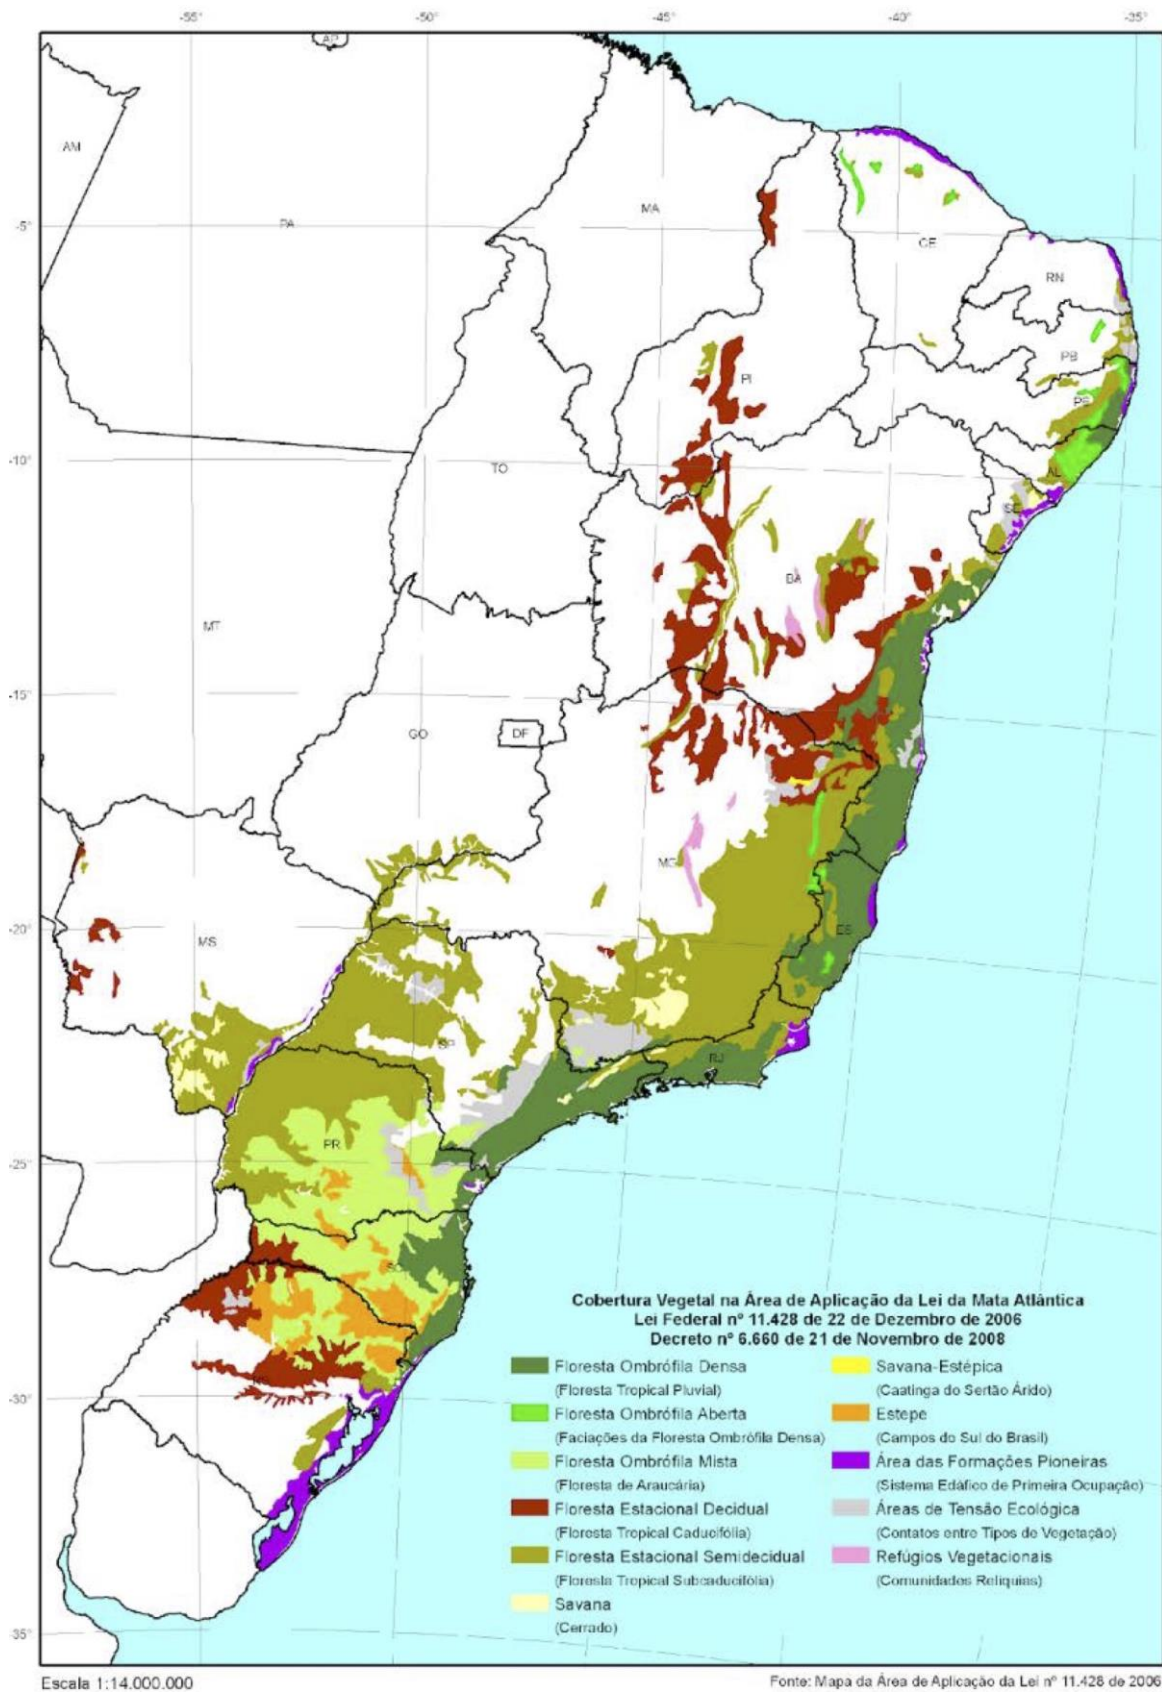 -55° -50° -45° -40° -35°
AP
AM
MA
-5°
PA
CE
RN
PB
PI
PE
-10°
TO
AL
SE
BA
MT
-15°
GO
DF
MG
-20°
MS
ES
SP
RJ
PR
-25°
SC
Cobertura Vegetal na Área de Aplicação da Lei da Mata Atlántica
Lei Federal nº 11.428 de 22 de Dezembro de 2006
Decreto nº 6.660 de 21 de Novembro de 2008
Floresta Ombrófila Densa
(Floresta Tropical Pluvial)
Floresta Ombrófila Aberta
(Faciações da Floresta Ombrófila Densa)
Floresta Ombrófila Mista
(Floresta de Araucária)
Floresta Estacional Decidual
(Floresta Tropical Caducifólia)
Floresta Estacional Semidecidual
(Floresta Tropical Subcaducifólia)
Savana
(Cerrado)
Savana-Estépica
(Caatinga do Sertão Árido)
Estepe
(Campos do Sul do Brasil)
Área das Formações Pioneiras
(Sistema Edáfico de Primeira Ocupação)
Áreas de Tensão Ecológica
(Contatos entre Tipos de Vegetação)
Refúgios Vegetacionais
(Comunidades Relíquias)
RS
-30°
-35°
Escala 1:14.000.000
Fonte: Mapa da Área de Aplicação da Lei nº 11.428 de 2006